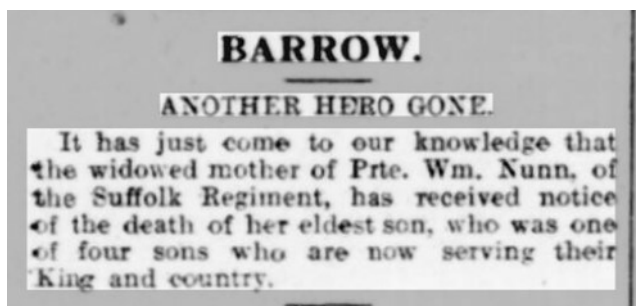 BARROW.
ANOTHER HERO GONE.
It has just come to our knowledge that
the widowed mother of Prte. Wm. Nunn, of
the Suffolk Regiment, has received notice
of the death of her eldest son, who was one
of four sons who are now serving their
King and country.